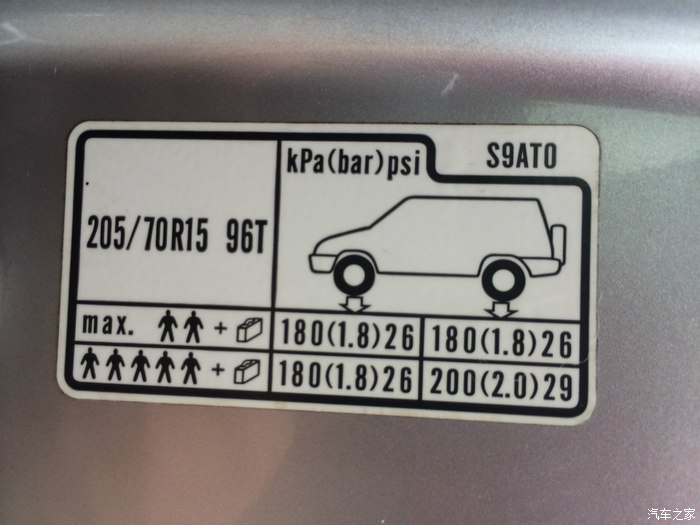 kPa(bar)psi
S9AT0
205/70R15 96T
max. +
180(1.8)26
180(1.8)26
+
180(1.8)26
200(2.0)29
汽车之家